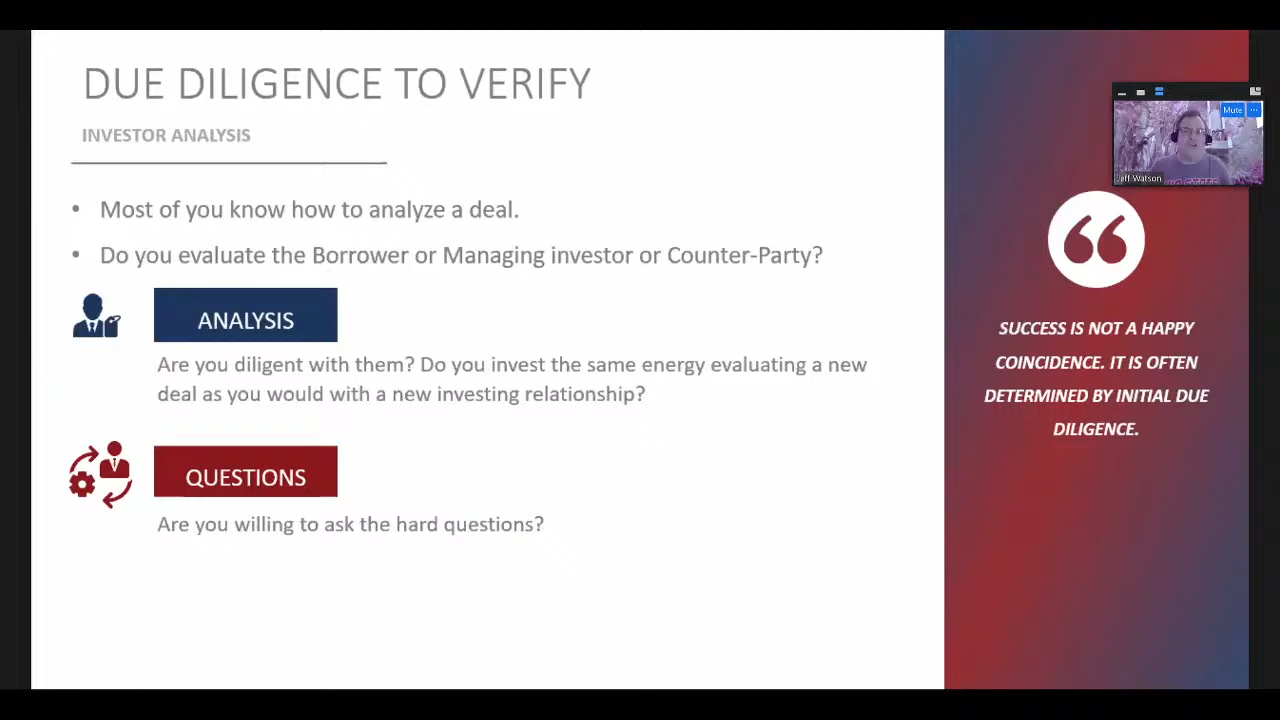 DUE DILIGENCE TO VERIFY
INVESTOR ANALYSIS
• Most of you know how to analyze a deal.
• Do you evaluate the Borrower or Managing investor or Counter-Party?
ANALYSIS
Are you diligent with them? Do you invest the same energy evaluating a new
deal as you would with a new investing relationship?
QUESTIONS
Are you willing to ask the hard questions?
Mute
Jeff Watson
SUCCESS IS NOT A HAPPY
COINCIDENCE. IT IS OFTEN
DETERMINED BY INITIAL DUE
DILIGENCE.